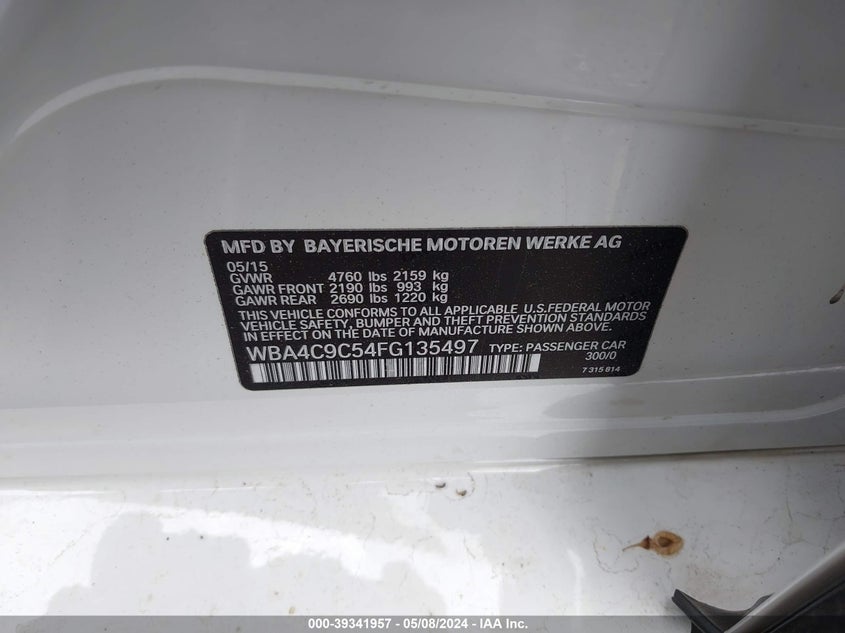 MFD BY BAYERISCHE MOTOREN WERKE AG
05/15
GVWR 4760 lbs 2159 kg
GAWR FRONT 2190 lbs 993 kg
GAWR REAR 2690 lbs 1220 kg
THIS VEHICLE CONFORMS TO ALL APPLICABLE U.S.FEDERAL MOTOR
VEHICLE SAFETY, BUMPER AND THEFT PREVENTION STANDARDS
IN EFFECT ON THE DATE OF MANUFACTURE SHOWN ABOVE.
WBA4C9C54FG135497 TYPE: PASSENGER CAR
300/0
7 315 814
000-39341957 - 05/08/2024 - IAA Inc.